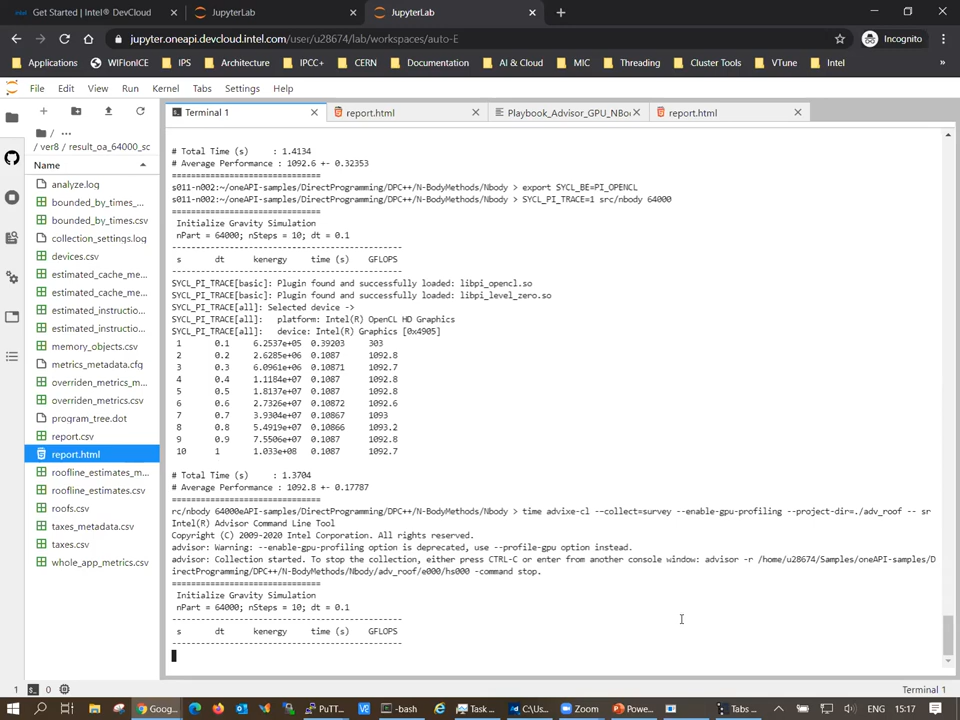 Get Started | Intel® DevCloud
JupyterLab
JupyterLab
jupyter.oneapi.devcloud.intel.com/user/u28674/lab/workspaces/auto-E
Incognito
Applications
WIFIonICE
IPS
Architecture
IPCC+
CERN
Documentation
AI & Cloud
MIC
Threading
Cluster Tools
VTune
Intel
»
File Edit View Run Kernel Tabs Settings Help
Terminal 1
report.html
Playbook_Advisor_GPU_NBo
report.html
/ ...
/ ver8 / result_oa_64000_sc
Name
analyze.log
bounded_by_times_...
bounded_by_times.csv
collection_settings.log
devices.csv
estimated_cache_me...
estimated_cache_me...
estimated_instructio...
estimated_instructio...
memory_objects.csv
metrics_metadata.cfg
overriden_metrics_m...
overriden_metrics.csv
program_tree.dot
report.csv
report.html
roofline_estimates_m...
roofline_estimates.csv
roofs.csv
taxes_metadata.csv
taxes.csv
whole_app_metrics.csv
# Total Time (s) : 1.4134
# Average Performance : 1092.6 +- 0.32353
===============================
s011-n002:~/oneAPI-samples/DirectProgramming/DPC++/N-BodyMethods/Nbody > export SYCL_BE=PI_OPENCL
s011-n002:~/oneAPI-samples/DirectProgramming/DPC++/N-BodyMethods/Nbody > SYCL_PI_TRACE=1 src/nbody 64000
===============================
Initialize Gravity Simulation
nPart = 64000; nSteps = 10; dt = 0.1
------------------------------------------------
s dt kenergy time (s) GFLOPS
------------------------------------------------
SYCL_PI_TRACE[basic]: Plugin found and successfully loaded: libpi_opencl.so
SYCL_PI_TRACE[basic]: Plugin found and successfully loaded: libpi_level_zero.so
SYCL_PI_TRACE[all]: Selected device ->
SYCL_PI_TRACE[all]: platform: Intel(R) OpenCL HD Graphics
SYCL_PI_TRACE[all]: device: Intel(R) Graphics [0x4905]
1 0.1 6.2537e+05 0.39203 303
2 0.2 2.6285e+06 0.1087 1092.8
3 0.3 6.0961e+06 0.10871 1092.7
4 0.4 1.1184e+07 0.1087 1092.8
5 0.5 1.8137e+07 0.1087 1092.8
6 0.6 2.7326e+07 0.10872 1092.6
7 0.7 3.9304e+07 0.10867 1093
8 0.8 5.4919e+07 0.10866 1093.2
9 0.9 7.5506e+07 0.1087 1092.8
10 1 1.033e+08 0.1087 1092.7
# Total Time (s) : 1.3704
# Average Performance : 1092.8 +- 0.17787
===============================
rc/nbody 64000eAPI-samples/DirectProgramming/DPC++/N-BodyMethods/Nbody > time advixe-cl --collect=survey --enable-gpu-profiling --project-dir=./adv_roof -- sr
Intel(R) Advisor Command Line Tool
Copyright (C) 2009-2020 Intel Corporation. All rights reserved.
advisor: Warning: --enable-gpu-profiling option is deprecated, use --profile-gpu option instead.
advisor: Collection started. To stop the collection, either press CTRL-C or enter from another console window: advisor -r /home/u28674/Samples/oneAPI-samples/D
irectProgramming/DPC++/N-BodyMethods/Nbody/adv_roof/e000/hs000 -command stop.
===============================
Initialize Gravity Simulation
nPart = 64000; nSteps = 10; dt = 0.1
------------------------------------------------
s dt kenergy time (s) GFLOPS
------------------------------------------------
1 0 Terminal 1
Goog...
PuTT...
-bash
Task ...
C:\Us...
Zoom
Powe...
Tabs ...
ENG
15:17